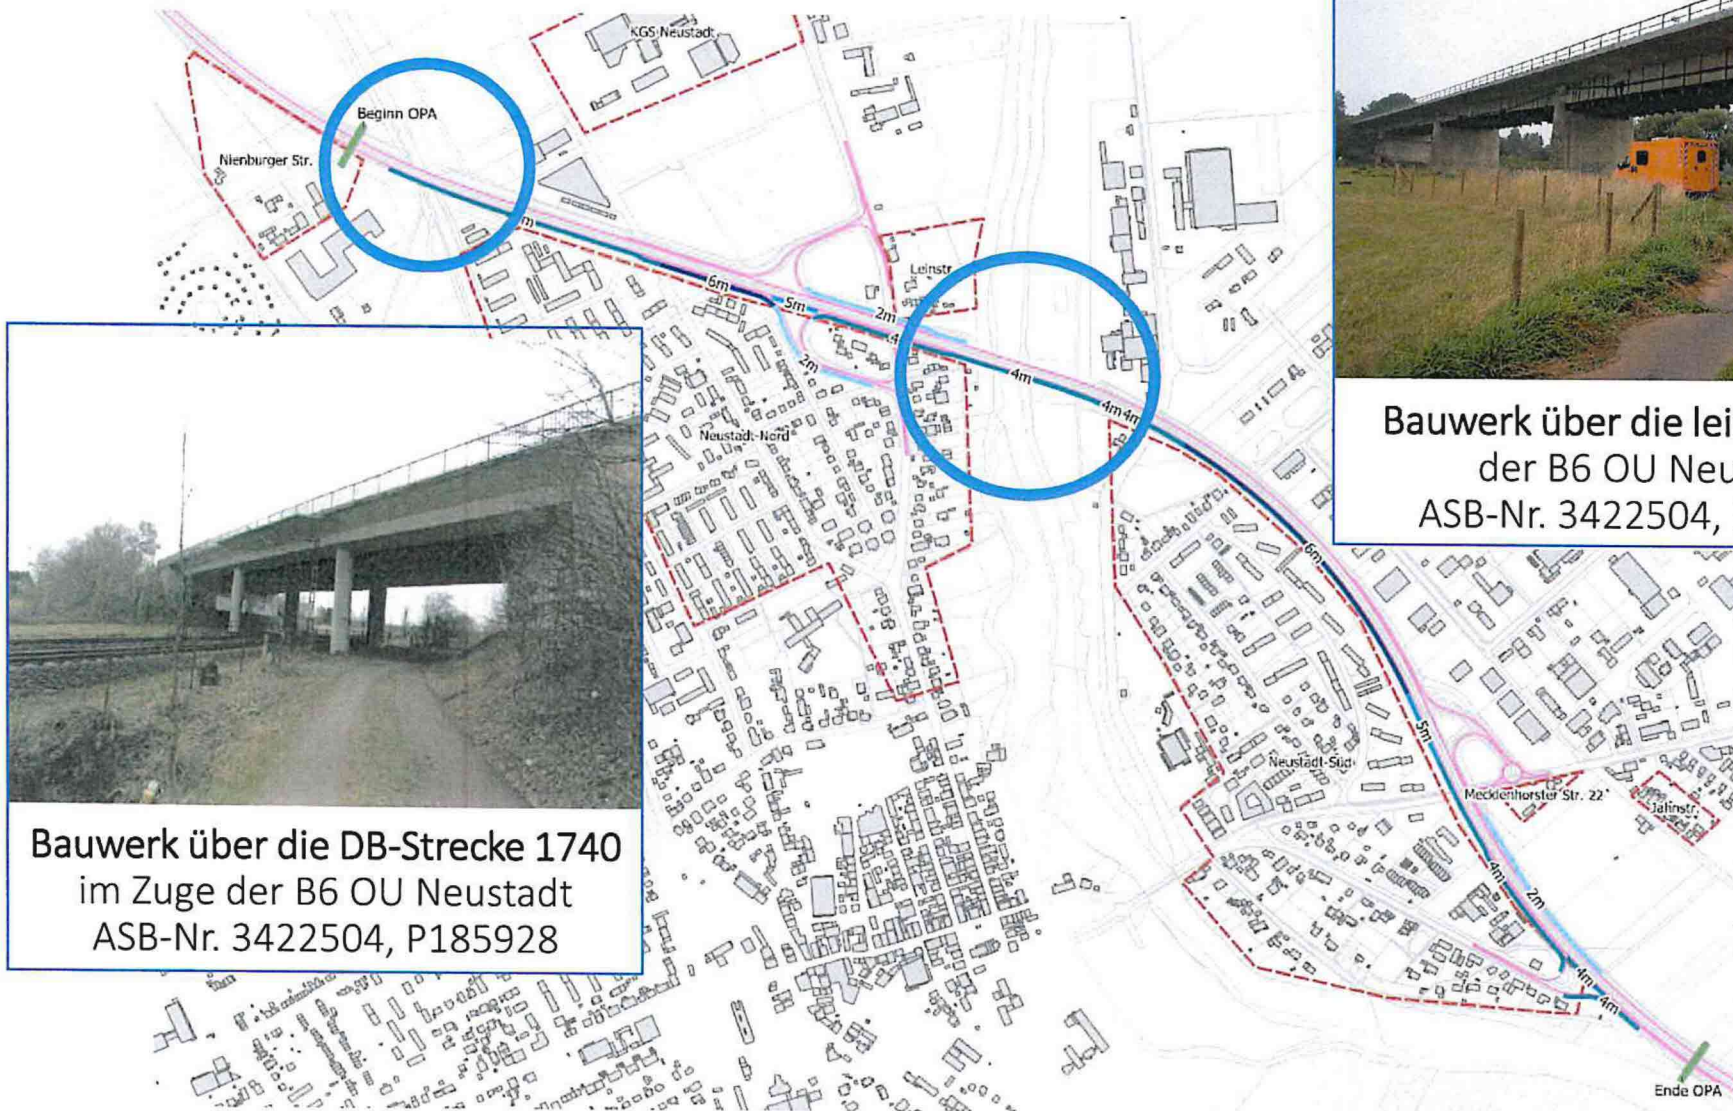 KGS-Neustadt
Beginn OPA
Nienburger Str.
Leinstr.
m
6m
5m
2m
4
2m
4m
4m
4m
Neustadt-Nord
6m
5m
Neustadt-Süd
Mecklenhorster Str. 22
Jahnstr.
4m
2m
4m
4m
Ende OPA
Bauwerk über die DB-Strecke 1740
im Zuge der B6 OU Neustadt
ASB-Nr. 3422504, P185928
Bauwerk über die lei
der B6 OU Neu
ASB-Nr. 3422504,